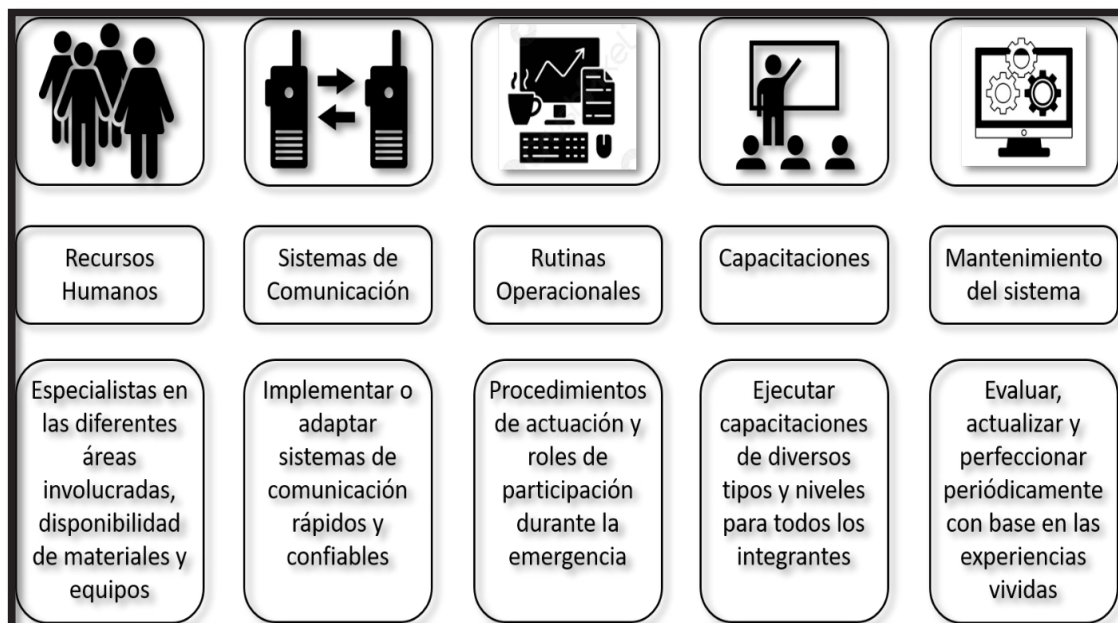 Recursos
Humanos
Sistemas de
Comunicación
Rutinas
Operacionales
Capacitaciones
Mantenimiento
del sistema
Especialistas en
las diferentes
áreas
involucradas,
disponibilidad
de materiales y
equipos
Implementar o
adaptar
sistemas de
comunicación
rápidos y
confiables
Procedimientos
de actuación y
roles de
participación
durante la
emergencia
Ejecutar
capacitaciones
de diversos
tipos y niveles
para todos los
integrantes
Evaluar,
actualizar y
perfeccionar
periódicamente
con base en las
experiencias
vividas